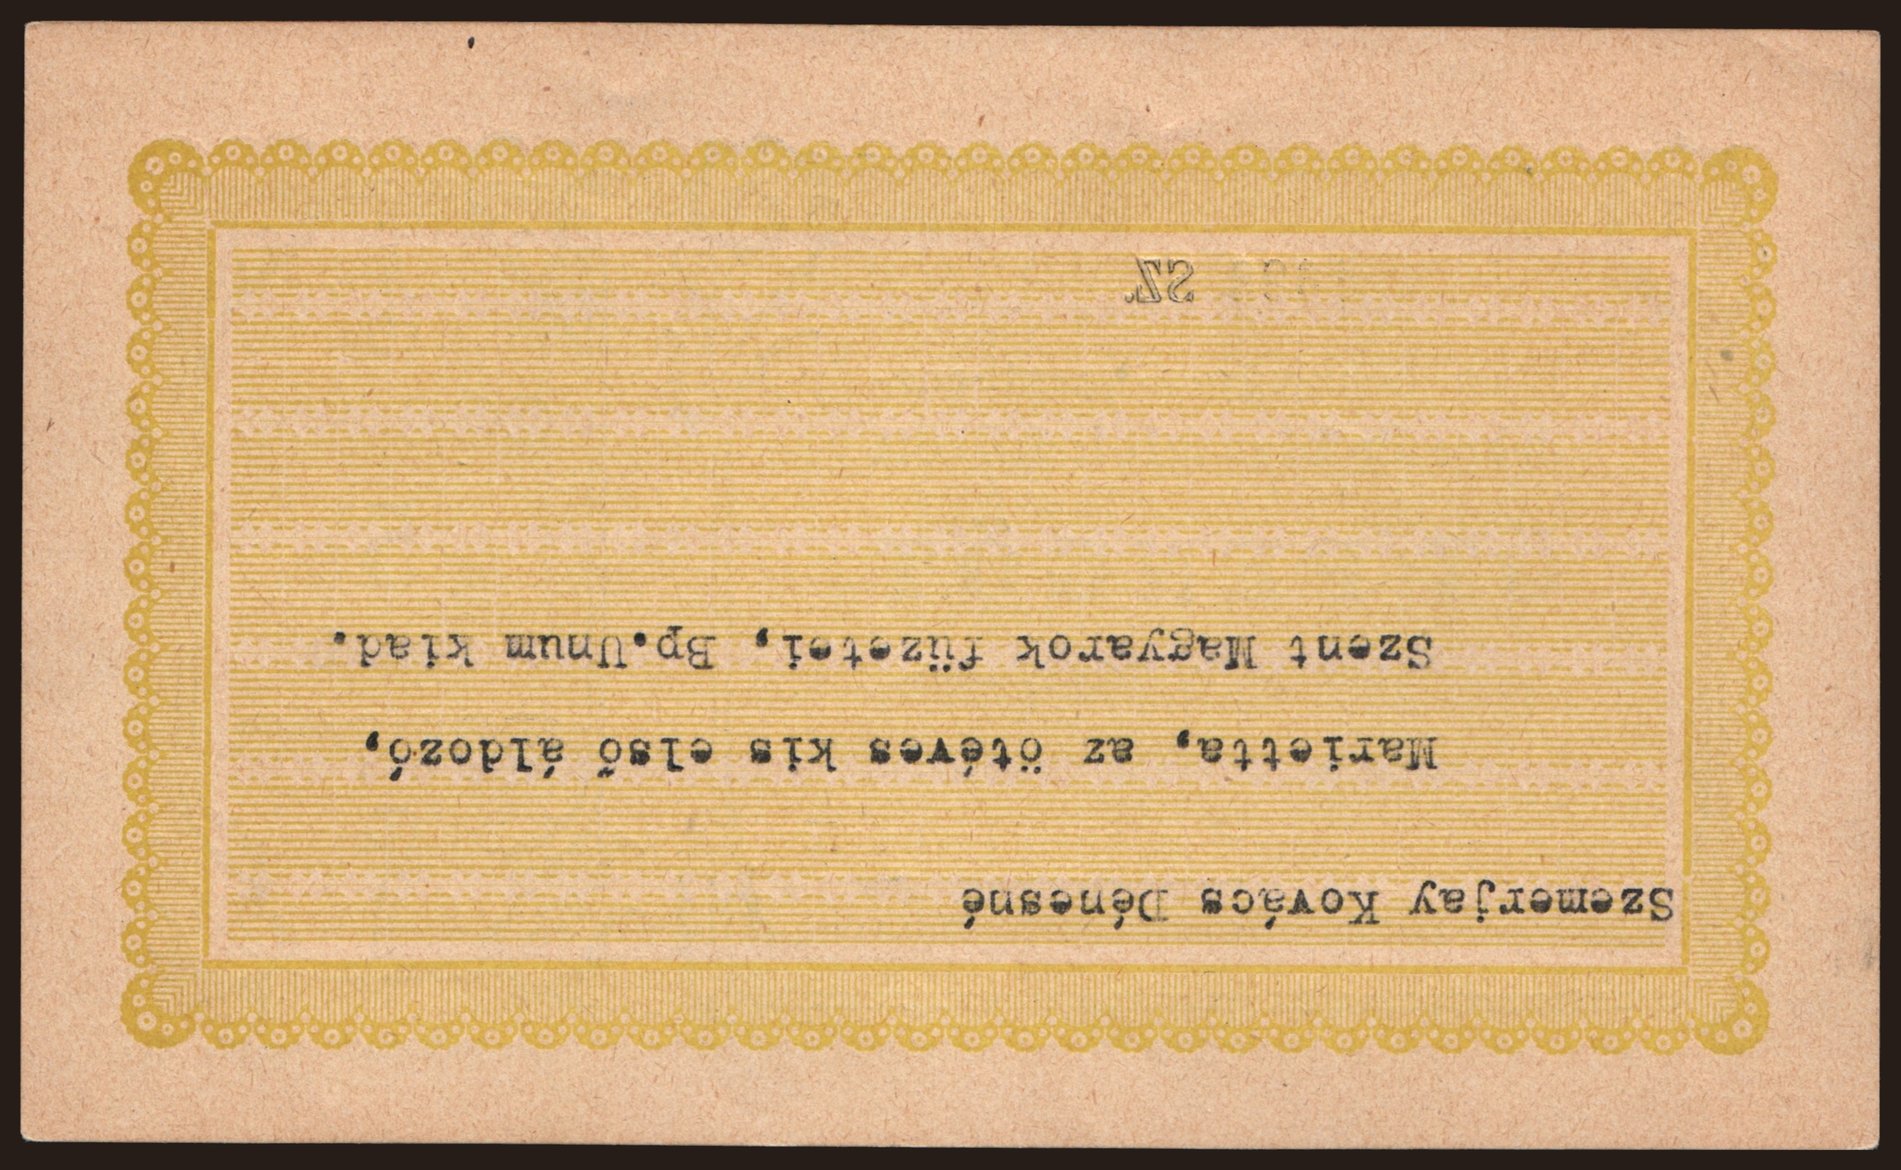 Szemerjay Kovács Dénesné
Marietta, az ötéves kis első áldozó,
Szent Magyarok füzetei, Bp.Unum kiad.
SZ.